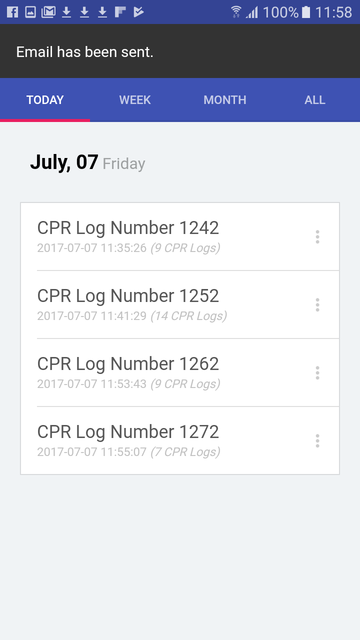 100% 11:58
Email has been sent.
TODAY WEEK MONTH ALL
July, 07 Friday
CPR Log Number 1242
2017-07-07 11:35:26 (9 CPR Logs)
CPR Log Number 1252
2017-07-07 11:41:29 (14 CPR Logs)
CPR Log Number 1262
2017-07-07 11:53:43 (9 CPR Logs)
CPR Log Number 1272
2017-07-07 11:55:07 (7 CPR Logs)